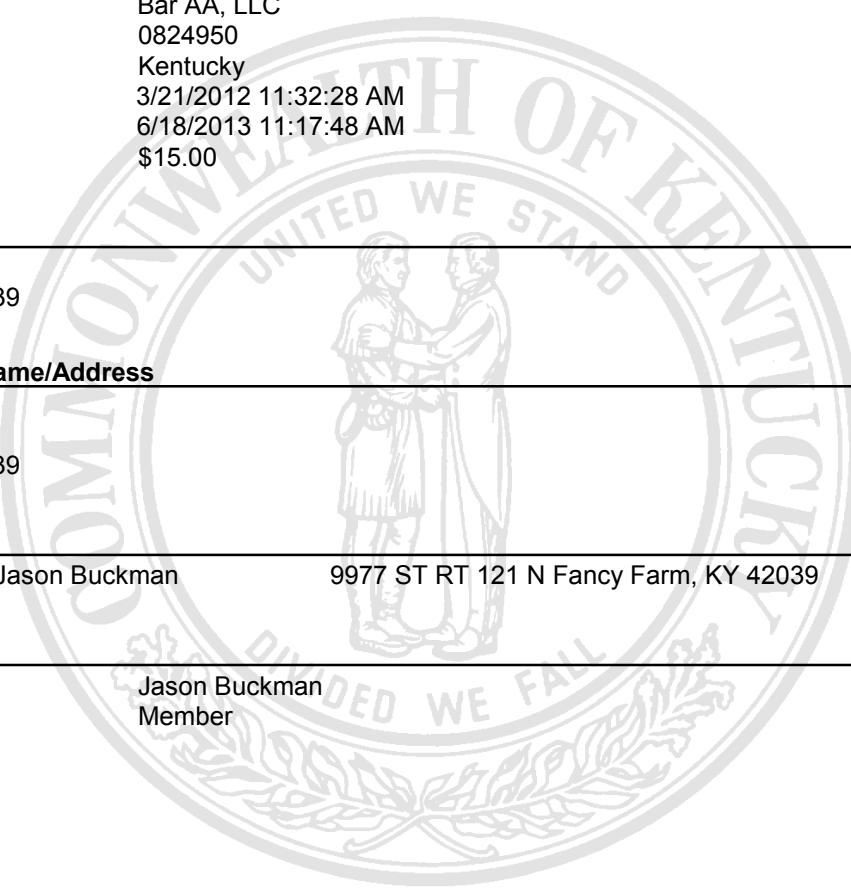 Bar AA, LLC
0824950
Kentucky
3/21/2012 11:32:28 AM
6/18/2013 11:17:48 AM
$15.00
39
ame/Address
39
Jason Buckman 9977 ST RT 121 N Fancy Farm, KY 42039
Jason Buckman
Member
COMMONWEALTH OF KENTUCKY
UNITED WE STAND
DIVIDED WE FALL